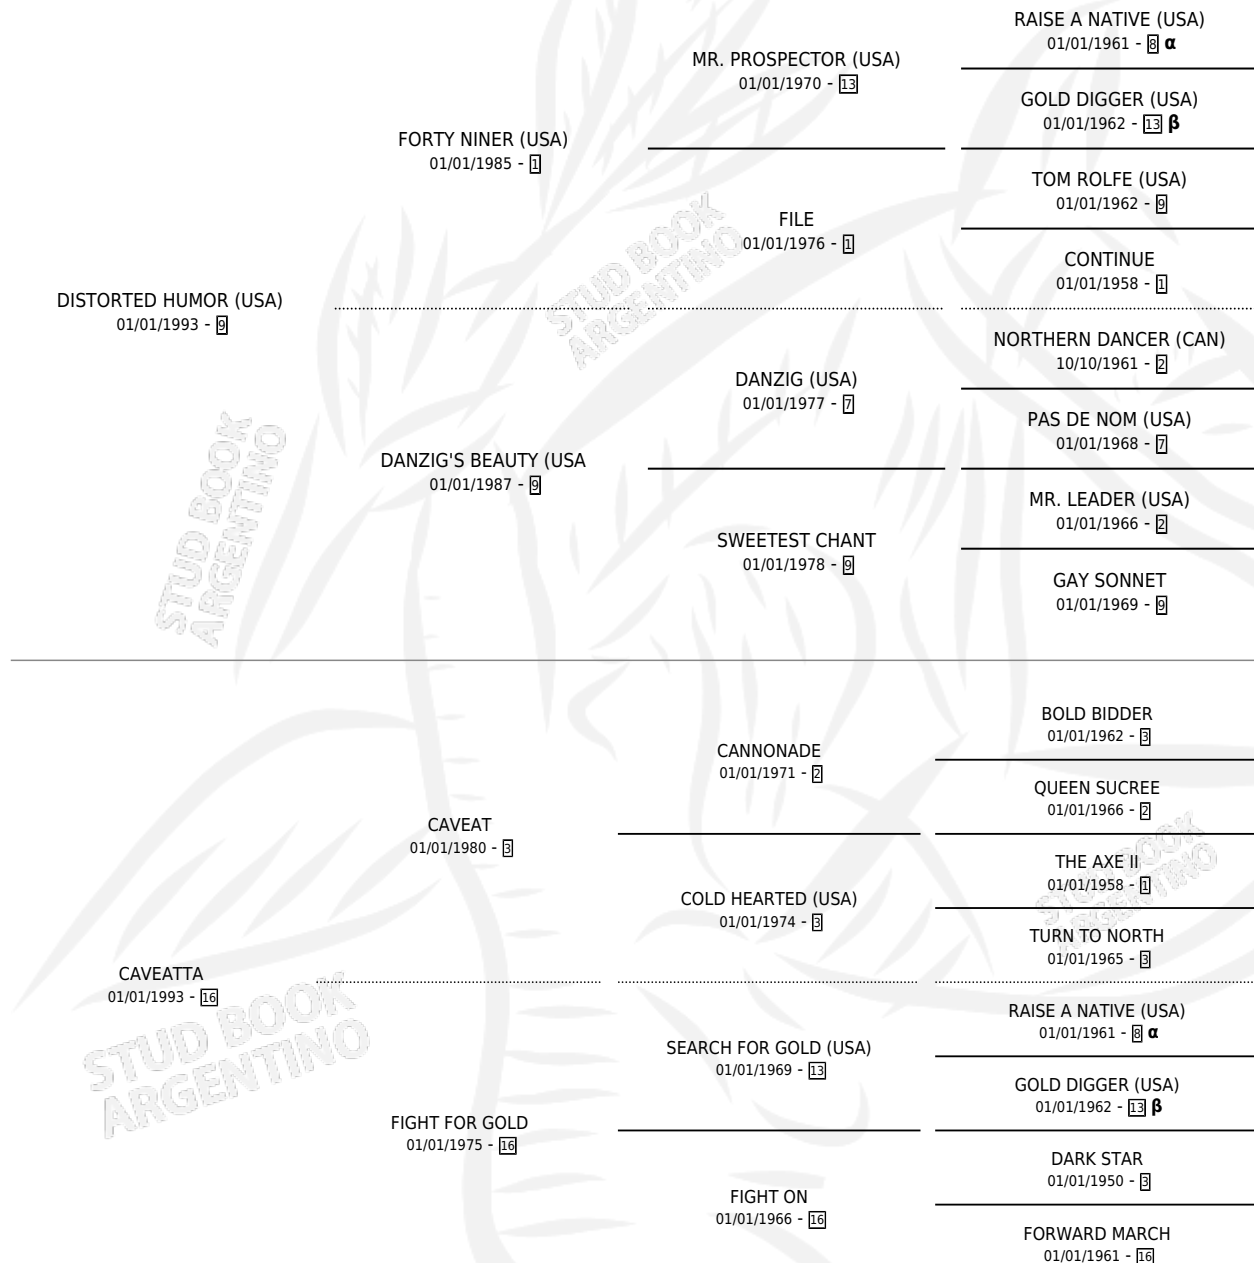 RAISE A NATIVE (USA)
01/01/1961 - 8 α
MR. PROSPECTOR (USA)
01/01/1970 - 13
GOLD DIGGER (USA)
01/01/1962 - 13 β
FORTY NINER (USA)
01/01/1985 - 1
TOM ROLFE (USA)
01/01/1962 - 9
FILE
01/01/1976 - 1
CONTINUE
01/01/1958 - 1
DISTORTED HUMOR (USA)
01/01/1993 - 9
NORTHERN DANCER (CAN)
10/10/1961 - 2
DANZIG (USA)
01/01/1977 - 7
PAS DE NOM (USA)
01/01/1968 - 7
DANZIG'S BEAUTY (USA
01/01/1987 - 9
MR. LEADER (USA)
01/01/1966 - 2
SWEETEST CHANT
01/01/1978 - 9
GAY SONNET
01/01/1969 - 9
BOLD BIDDER
01/01/1962 - 3
CANNONADE
01/01/1971 - 2
QUEEN SUCREE
01/01/1966 - 2
CAVEAT
01/01/1980 - 3
THE AXE II
01/01/1958 - 1
COLD HEARTED (USA)
01/01/1974 - 3
TURN TO NORTH
01/01/1965 - 3
CAVEATTA
01/01/1993 - 16
RAISE A NATIVE (USA)
01/01/1961 - 8 α
SEARCH FOR GOLD (USA)
01/01/1969 - 13
GOLD DIGGER (USA)
01/01/1962 - 13 β
FIGHT FOR GOLD
01/01/1975 - 16
DARK STAR
01/01/1950 - 3
FIGHT ON
01/01/1966 - 16
FORWARD MARCH
01/01/1961 - 16
STUD BOOK
ARGENTINO
STUD BOOK
ARGENTINO
STUD BOOK
ARGENTINO
STUD BOOK
ARGENTINO